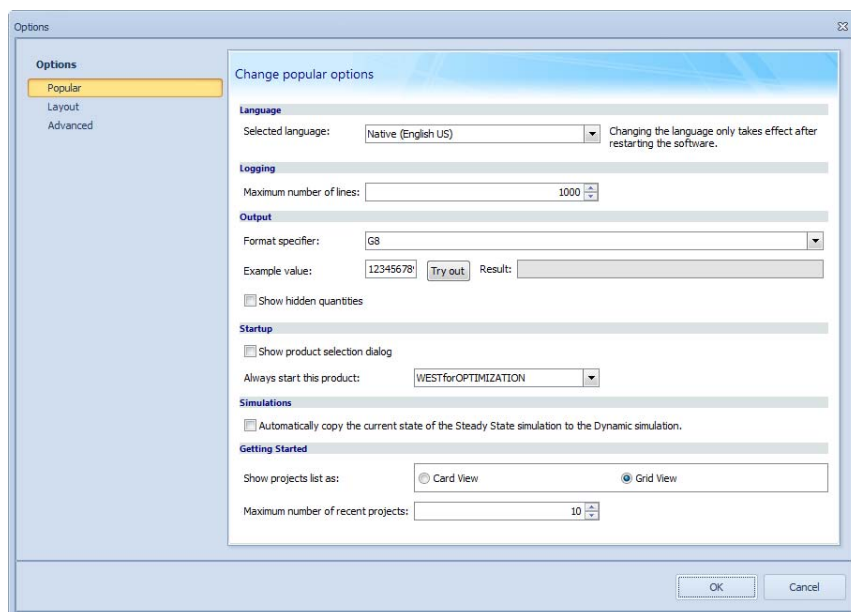 Options
Options
Popular
Layout
Advanced
Change popular options
Language
Selected language: Native (English US) Changing the language only takes effect after
restarting the software.
Logging
Maximum number of lines: 1000
Output
Format specifier: G8
Example value: 12345678 Try out Result:
Show hidden quantities
Startup
Show product selection dialog
Always start this product: WESTforOPTIMIZATION
Simulations
Automatically copy the current state of the Steady State simulation to the Dynamic simulation.
Getting Started
Show projects list as: Card View Grid View
Maximum number of recent projects: 10
OK Cancel